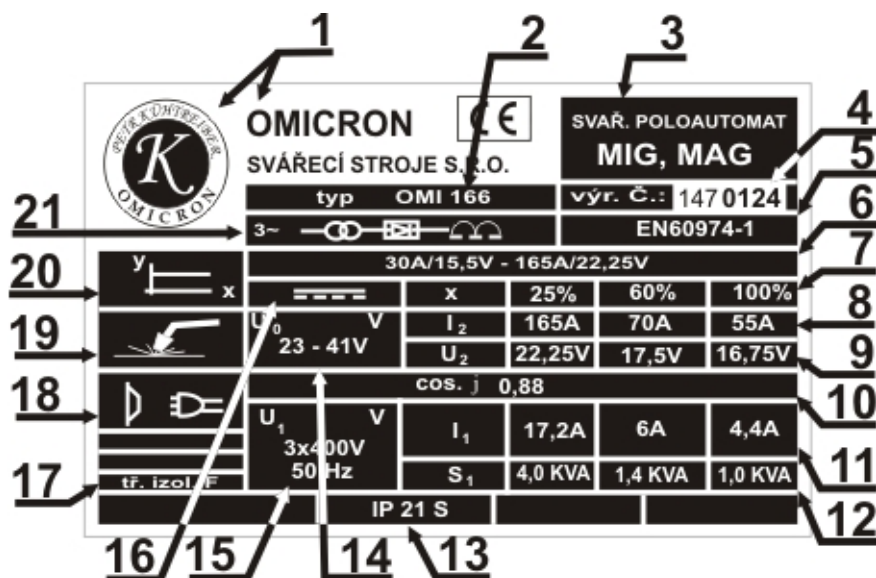 1
2
3
4
5
6
7
8
9
10
11
12
13
14
15
16
17
18
19
20
21
PETR KÜHTREIBER
K
OMICRON
OMICRON
CE
SVÁŘECÍ STROJE S.R.O.
SVAŘ. POLOAUTOMAT
MIG, MAG
typ OMI 166
výr. Č.: 147 0124
3~
EN60974-1
y
x
30A/15,5V - 165A/22,25V
x 25% 60% 100%
U0 V
23 - 41V
I2 165A 70A 55A
U2 22,25V 17,5V 16,75V
cos. j 0,88
U1 V
3x400V
50 Hz
I1 17,2A 6A 4,4A
S1 4,0 KVA 1,4 KVA 1,0 KVA
tř. izol. F
IP 21 S